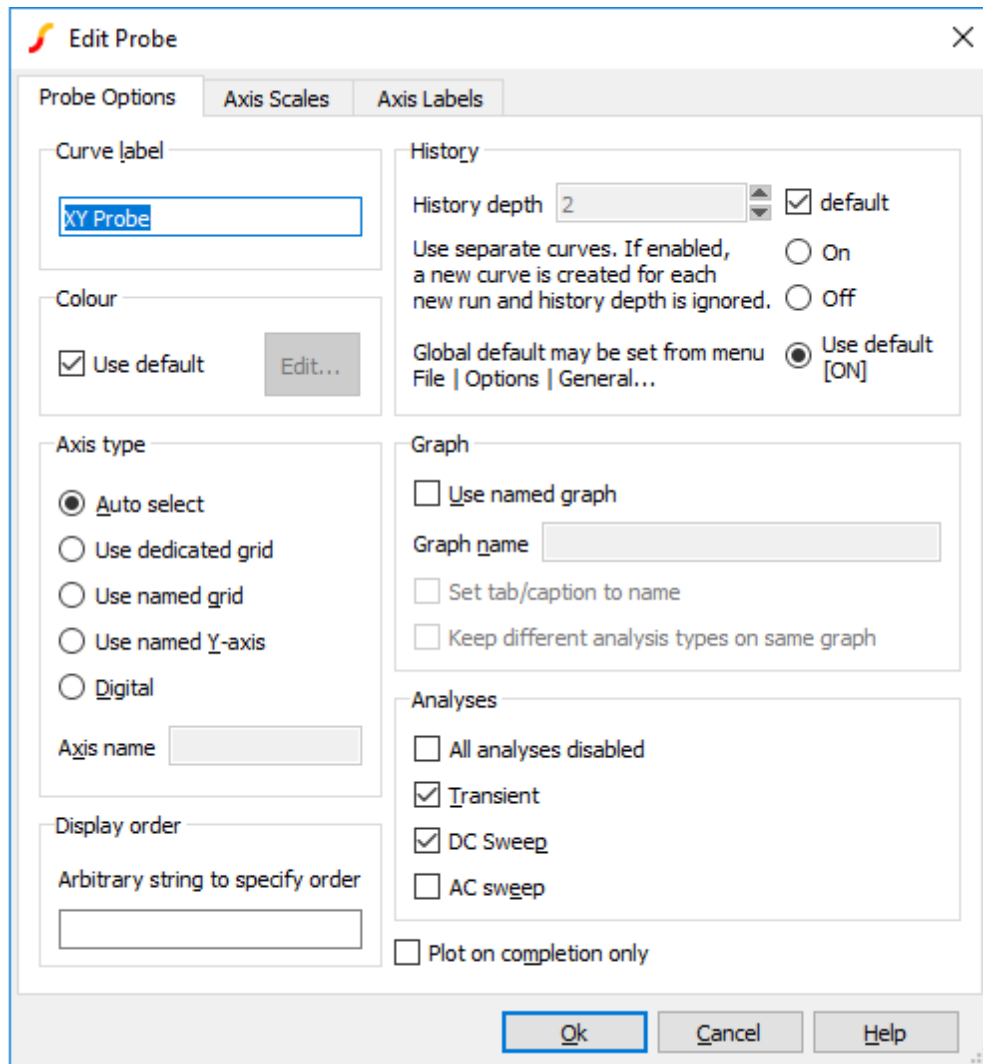 Edit Probe
Probe Options
Axis Scales
Axis Labels
Curve label
XY Probe
Colour
Use default
Edit...
Axis type
Auto select
Use dedicated grid
Use named grid
Use named Y-axis
Digital
Axis name
Display order
Arbitrary string to specify order
History
History depth
2
default
Use separate curves. If enabled,
a new curve is created for each
new run and history depth is ignored.
On
Off
Global default may be set from menu
File | Options | General...
Use default
[ON]
Graph
Use named graph
Graph name
Set tab/caption to name
Keep different analysis types on same graph
Analyses
All analyses disabled
Transient
DC Sweep
AC sweep
Plot on completion only
Ok
Cancel
Help